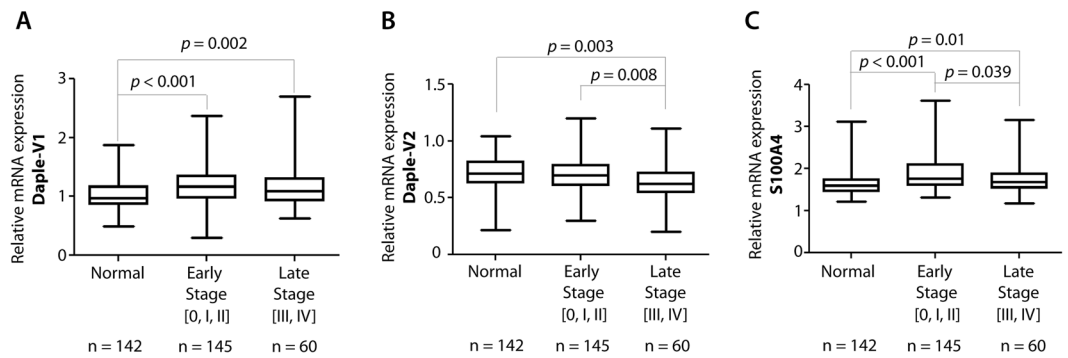 A
Relative mRNA expression
Daple-V1
p = 0.002
p < 0.001
3
2
1
0
Normal
Early
Stage
[0, I, II]
Late
Stage
[III, IV]
n = 142
n = 145
n = 60
B
Relative mRNA expression
Daple-V2
p = 0.003
p = 0.008
1.5
1.0
0.5
0
Normal
Early
Stage
[0, I, II]
Late
Stage
[III, IV]
n = 142
n = 145
n = 60
C
Relative mRNA expression
S100A4
p = 0.01
p < 0.001
p = 0.039
4
3
2
1
0
Normal
Early
Stage
[0, I, II]
Late
Stage
[III, IV]
n = 142
n = 145
n = 60